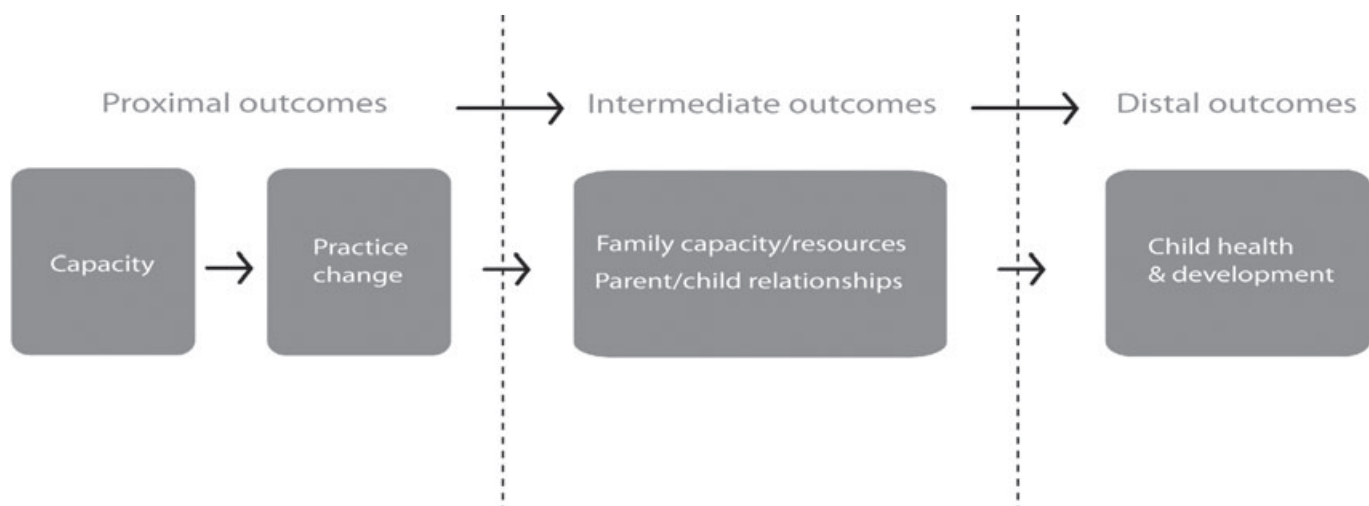 Proximal outcomes
Intermediate outcomes
Distal outcomes
Capacity
Practice
change
Family capacity/resources
Parent/child relationships
Child health
& development